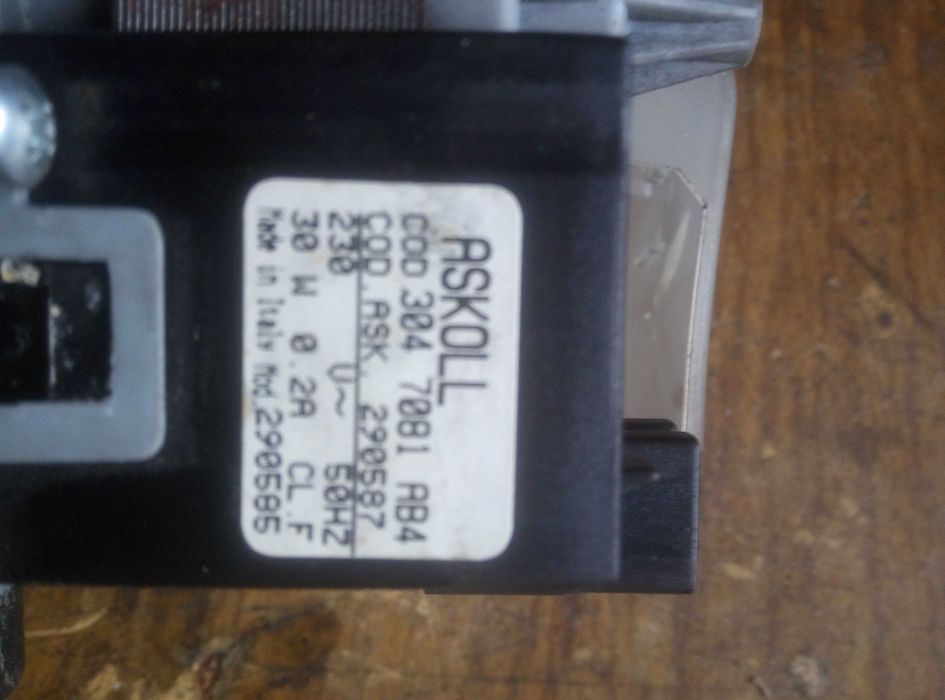 ASKOLL
COD 304 7081 AB4
COD.ASK. 290587
230 V~ 50HZ
30 W 0.2A CL.F
Made in Italy Mod.290585